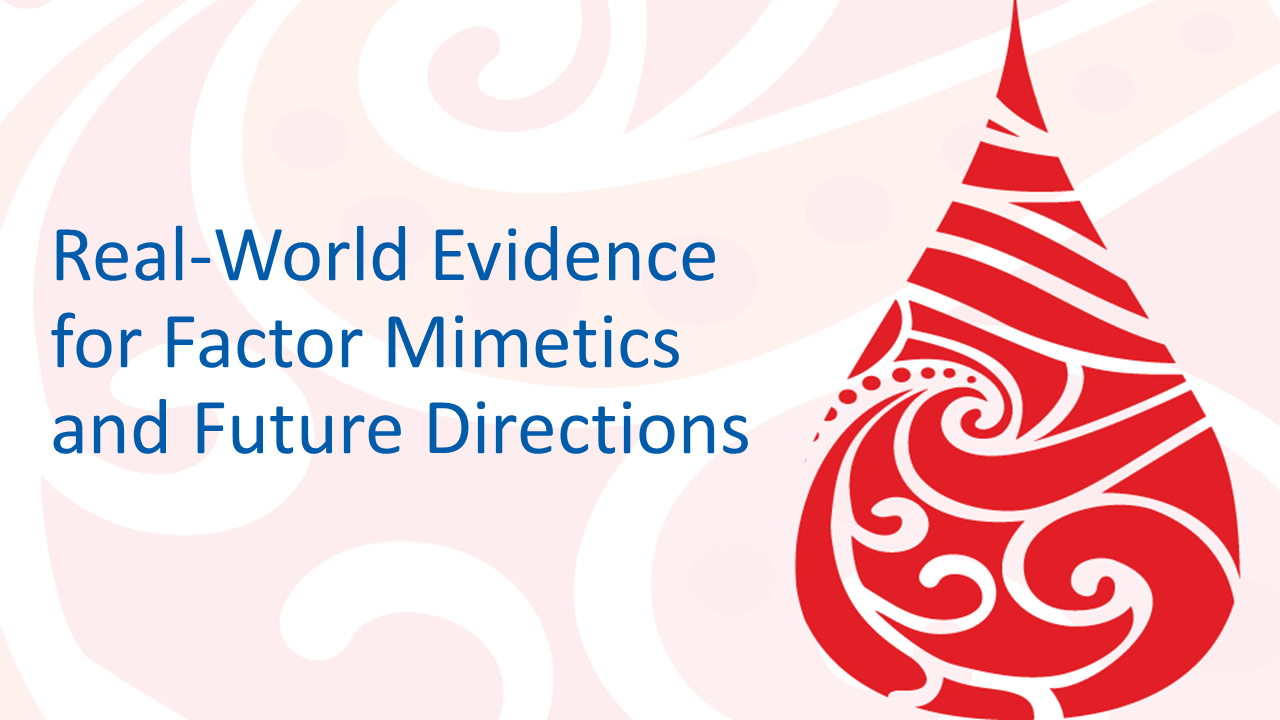 Real-World Evidence
for Factor Mimetics
and Future Directions